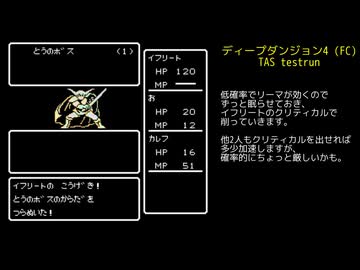 とうのボス (1)
イフリート
HP 120
MP
お
HP 20
MP 12
カレフ
HP 16
MP 51
イフリートの こうげき!
とうのボスのからだを
つらぬいた!
ディープダンジョン4 (FC)
TAS testrun
低確率でリーマが効くので
ずっと眠らせておき、
イフリートのクリティカルで
削っていきます。
他2人もクリティカルを出せれば
多少加速しますが、
確率的にちょっと厳しいかも。